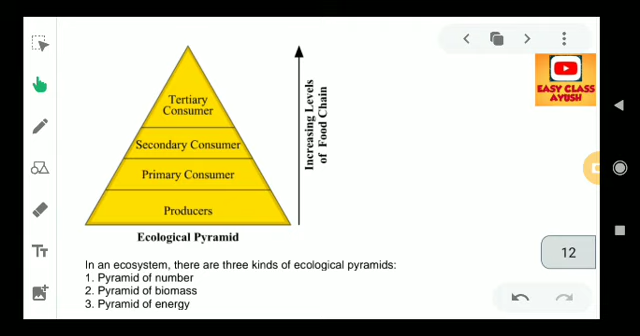 Tertiary
Consumer
Secondary Consumer
Primary Consumer
Producers
Increasing Levels
of Food Chain
Ecological Pyramid
EASY CLASS
AYUSH
12
In an ecosystem, there are three kinds of ecological pyramids:
1. Pyramid of number
2. Pyramid of biomass
3. Pyramid of energy
Tт